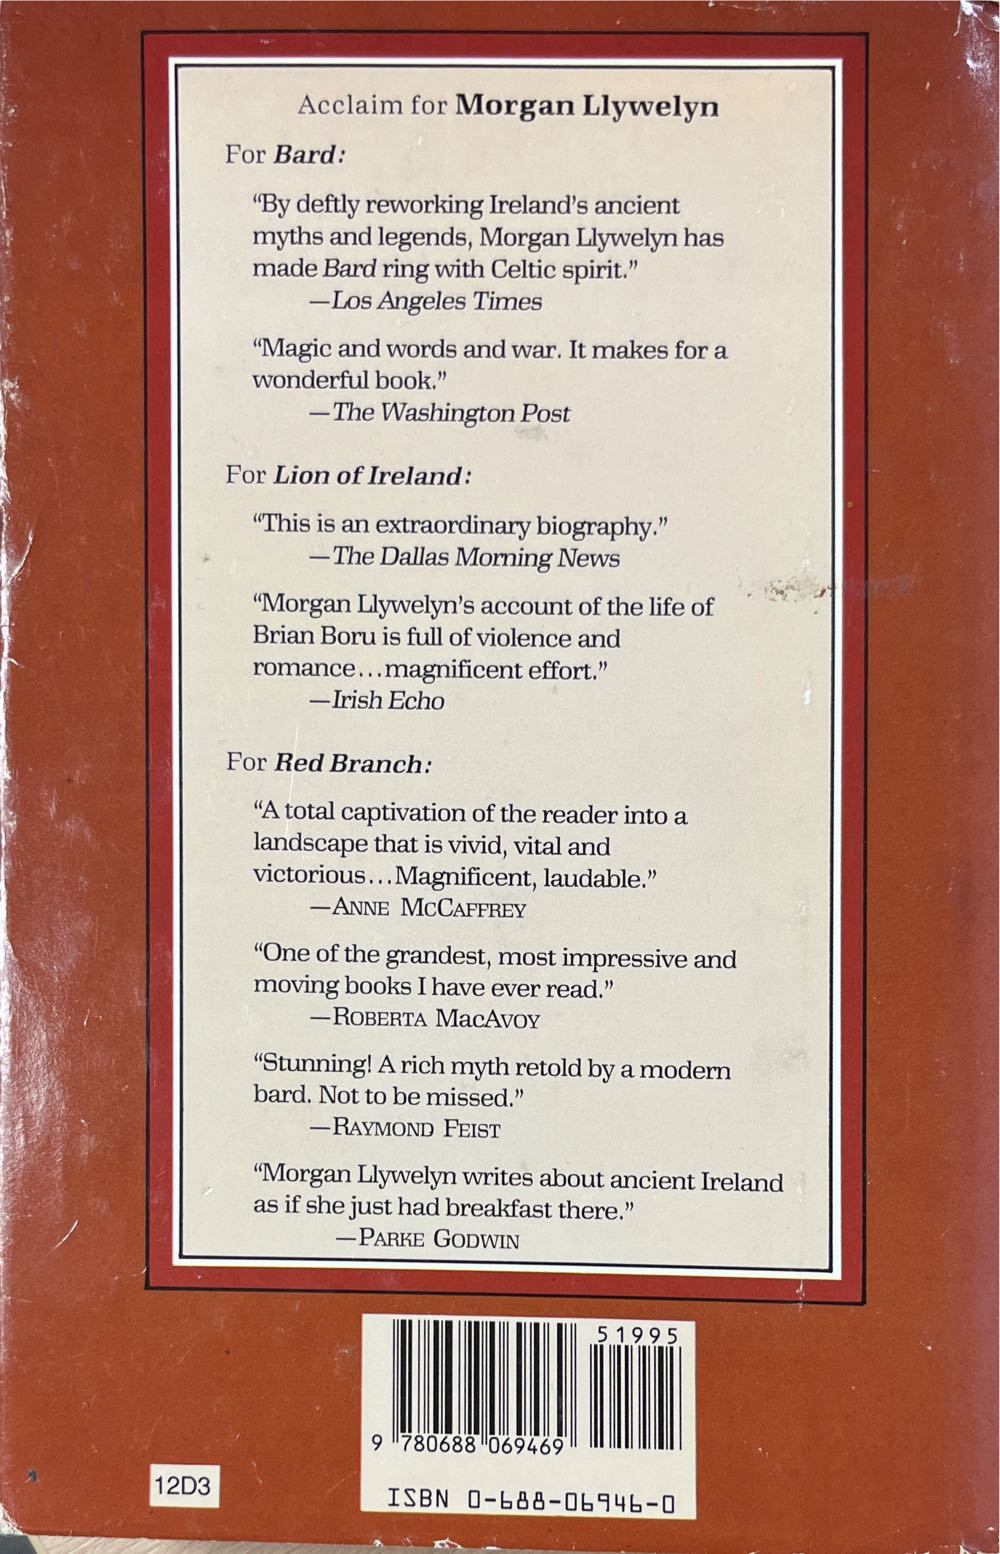 Acclaim for Morgan Llywelyn
For Bard:
“By deftly reworking Ireland’s ancient
myths and legends, Morgan Llywelyn has
made Bard ring with Celtic spirit.”
—Los Angeles Times
“Magic and words and war. It makes for a
wonderful book.”
—The Washington Post
For Lion of Ireland:
“This is an extraordinary biography.”
—The Dallas Morning News
“Morgan Llywelyn’s account of the life of
Brian Boru is full of violence and
romance...magnificent effort.”
—Irish Echo
For Red Branch:
“A total captivation of the reader into a
landscape that is vivid, vital and
victorious...Magnificent, laudable.”
—ANNE MCCAFFREY
“One of the grandest, most impressive and
moving books I have ever read.”
—ROBERTA MacAVOY
“Stunning! A rich myth retold by a modern
bard. Not to be missed.”
—RAYMOND FEIST
“Morgan Llywelyn writes about ancient Ireland
as if she just had breakfast there.”
—PARKE GODWIN
51995
9 780688 069469
ISBN 0-688-06946-0
12D3